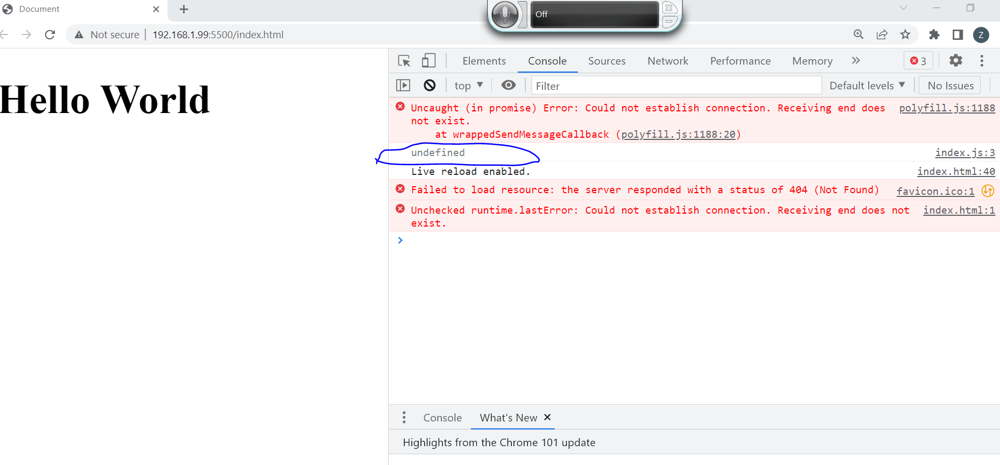 Document
Off
Not secure 192.168.1.99:5500/index.html
Z
Hello World
Elements Console Sources Network Performance Memory 3
top Filter Default levels No Issues
Uncaught (in promise) Error: Could not establish connection. Receiving end does polyfill.js:1188
not exist.
at wrappedSendMessageCallback (polyfill.js:1188:20)
undefined index.js:3
Live reload enabled. index.html:40
Failed to load resource: the server responded with a status of 404 (Not Found) favicon.ico:1
Unchecked runtime.lastError: Could not establish connection. Receiving end does not index.html:1
exist.
Console What's New
Highlights from the Chrome 101 update